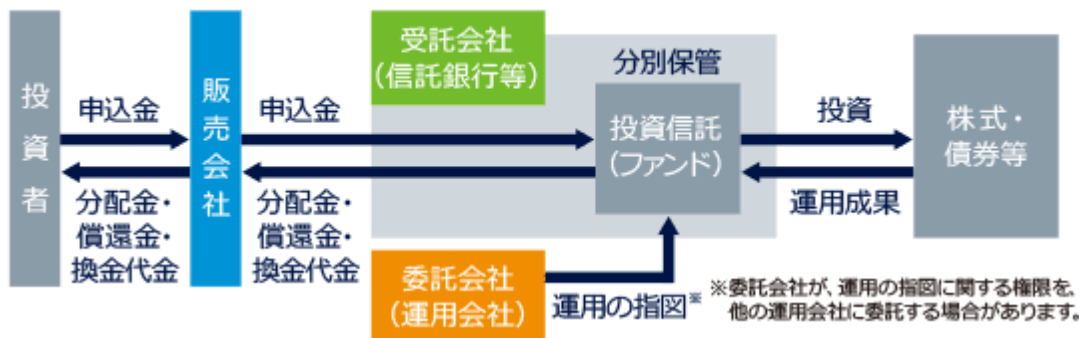 投資者
申込金
分配金・
償還金・
換金代金
販売会社
申込金
分配金・
償還金・
換金代金
受託会社
（信託銀行等）
分別保管
投資信託
（ファンド）
委託会社
（運用会社）
運用の指図※
投資
運用成果
株式・
債券等
※委託会社が、運用の指図に関する権限を、
他の運用会社に委託する場合があります。